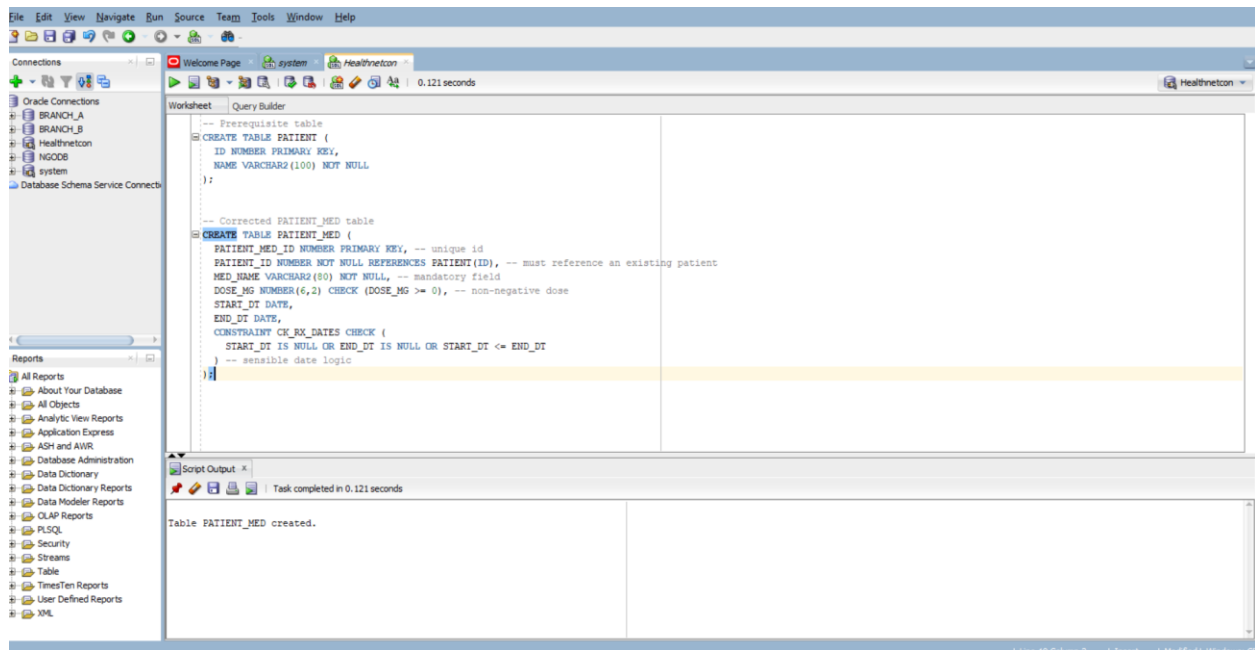 File Edit View Navigate Run Source Team Tools Window Help
Connections
Oracle Connections
BRANCH_A
BRANCH_B
Healthnetcon
NGODB
system
Database Schema Service Connecti
Reports
All Reports
About Your Database
All Objects
Analytic View Reports
Application Express
ASH and AWR
Database Administration
Data Dictionary
Data Dictionary Reports
Data Modeler Reports
OLAP Reports
PLSQL
Security
Streams
Table
TimesTen Reports
User Defined Reports
XML
Welcome Page system Healthnetcon
0.121 seconds Healthnetcon
Worksheet Query Builder
-- Prerequisite table
CREATE TABLE PATIENT (
ID NUMBER PRIMARY KEY,
NAME VARCHAR2(100) NOT NULL
);
-- Corrected PATIENT_MED table
CREATE TABLE PATIENT_MED (
PATIENT_MED_ID NUMBER PRIMARY KEY, -- unique id
PATIENT_ID NUMBER NOT NULL REFERENCES PATIENT(ID), -- must reference an existing patient
MED_NAME VARCHAR2(80) NOT NULL, -- mandatory field
DOSE_MG NUMBER(6,2) CHECK (DOSE_MG >= 0), -- non-negative dose
START_DT DATE,
END_DT DATE,
CONSTRAINT CK_RX_DATES CHECK (
START_DT IS NULL OR END_DT IS NULL OR START_DT <= END_DT
) -- sensible date logic
);
Script Output
Task completed in 0.121 seconds
Table PATIENT_MED created.